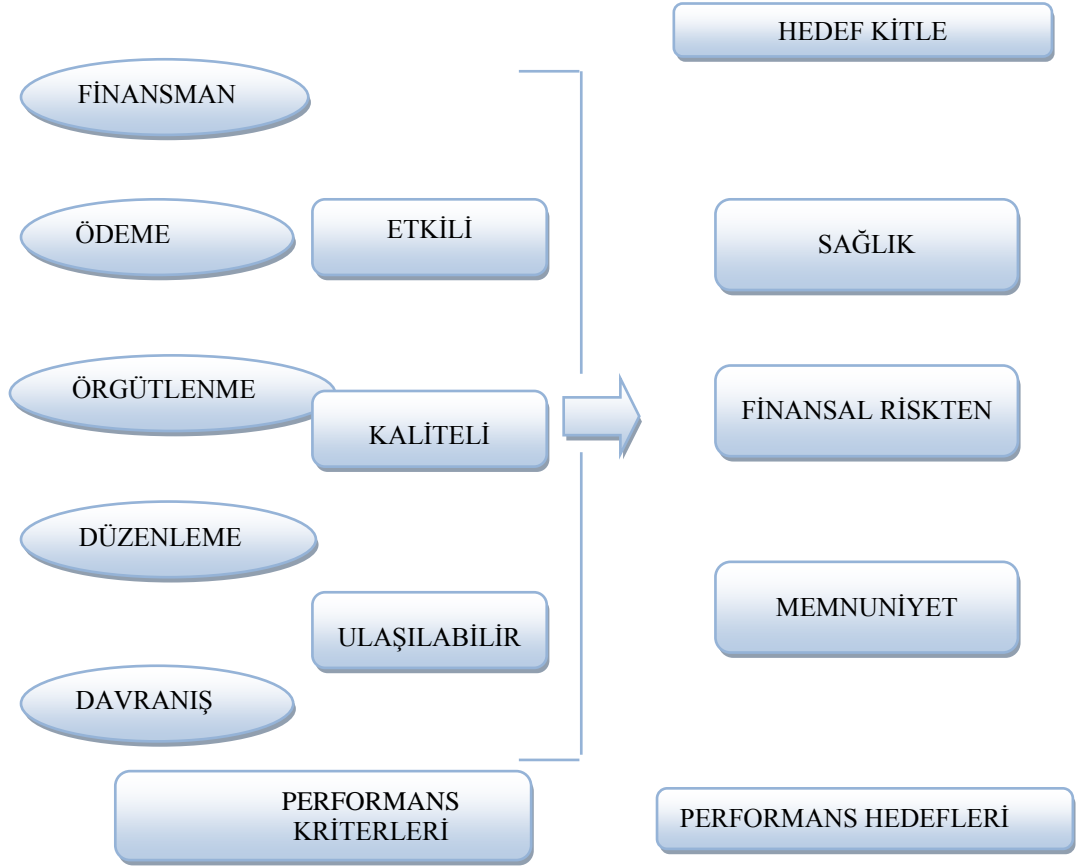 HEDEF KİTLE
FİNANSMAN
ÖDEME
ETKİLİ
SAĞLIK
ÖRGÜTLENME
KALİTELİ
FİNANSAL RİSKTEN
DÜZENLEME
ULAŞILABİLİR
MEMNUNİYET
DAVRANIŞ
PERFORMANS
KRİTERLERİ
PERFORMANS HEDEFLERİ